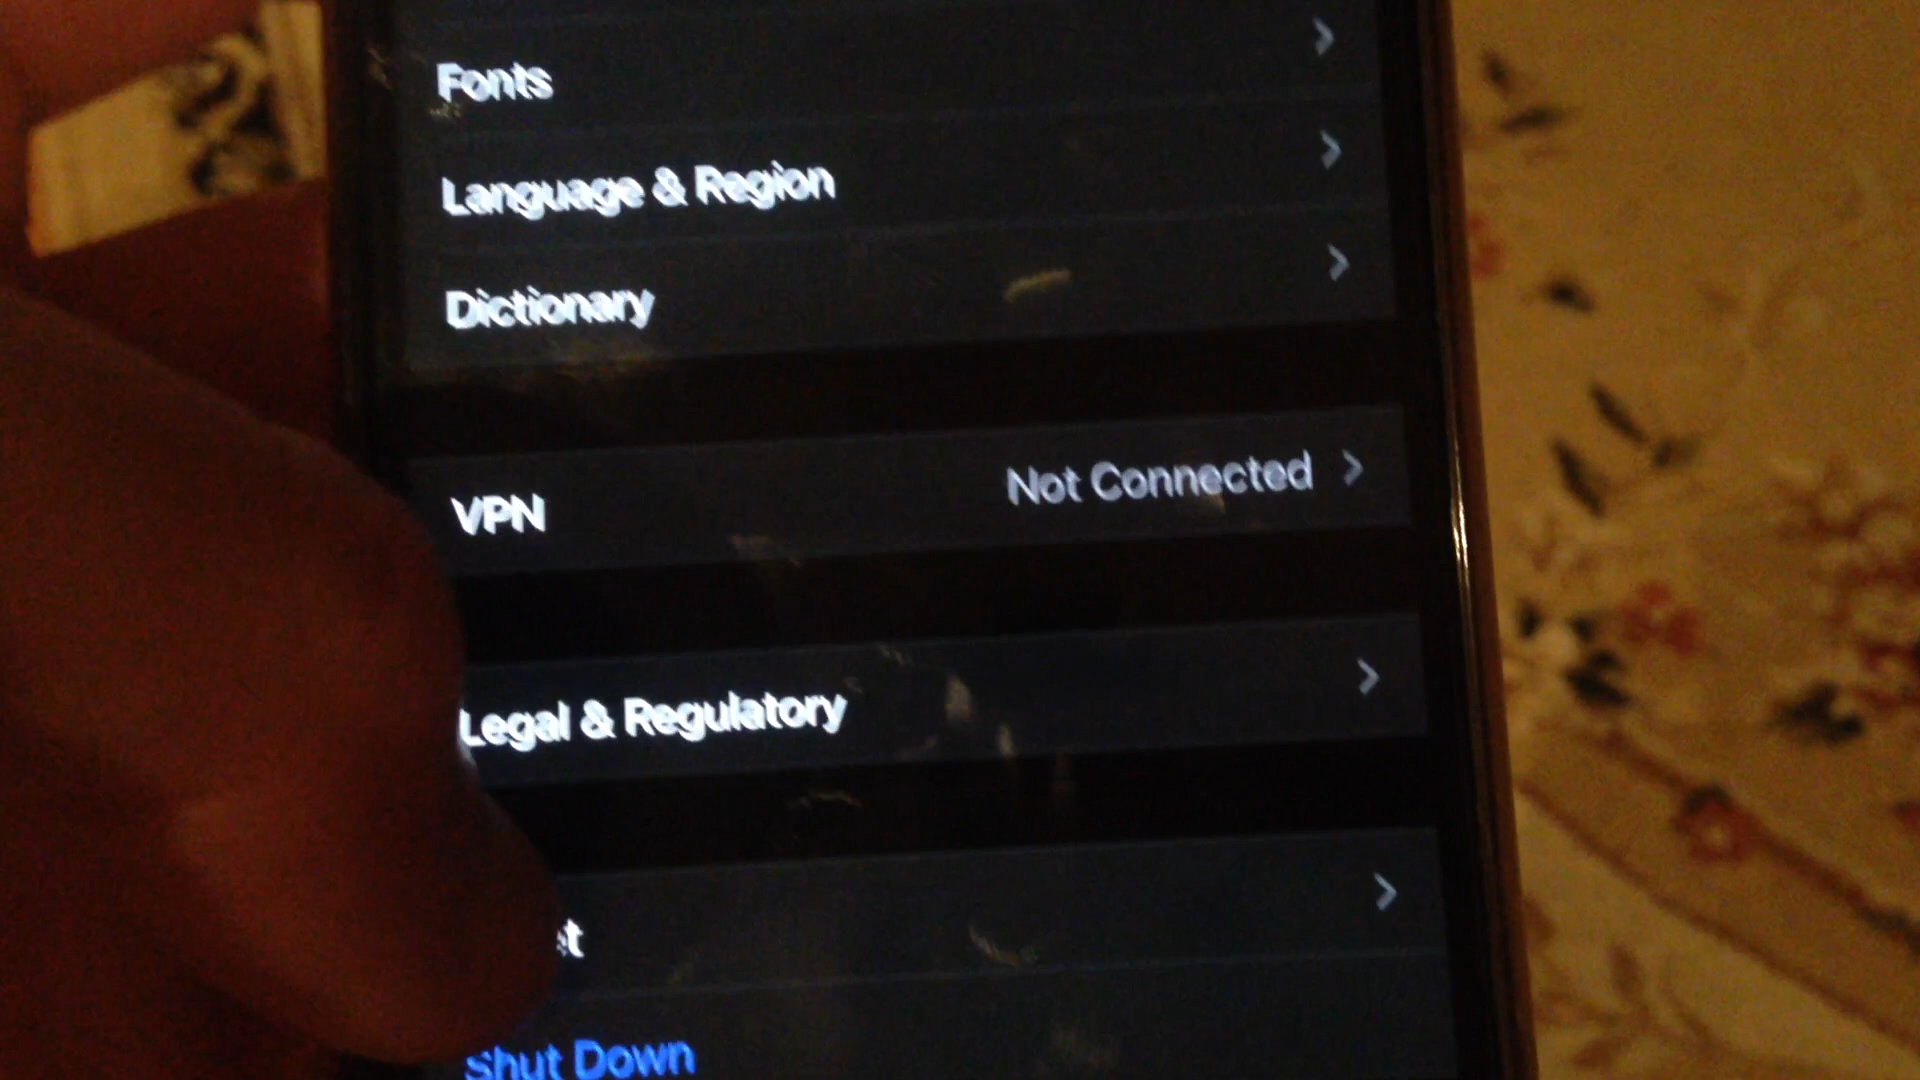 Fonts
Language & Region
Dictionary
VPN Not Connected
Legal & Regulatory
Shut Down